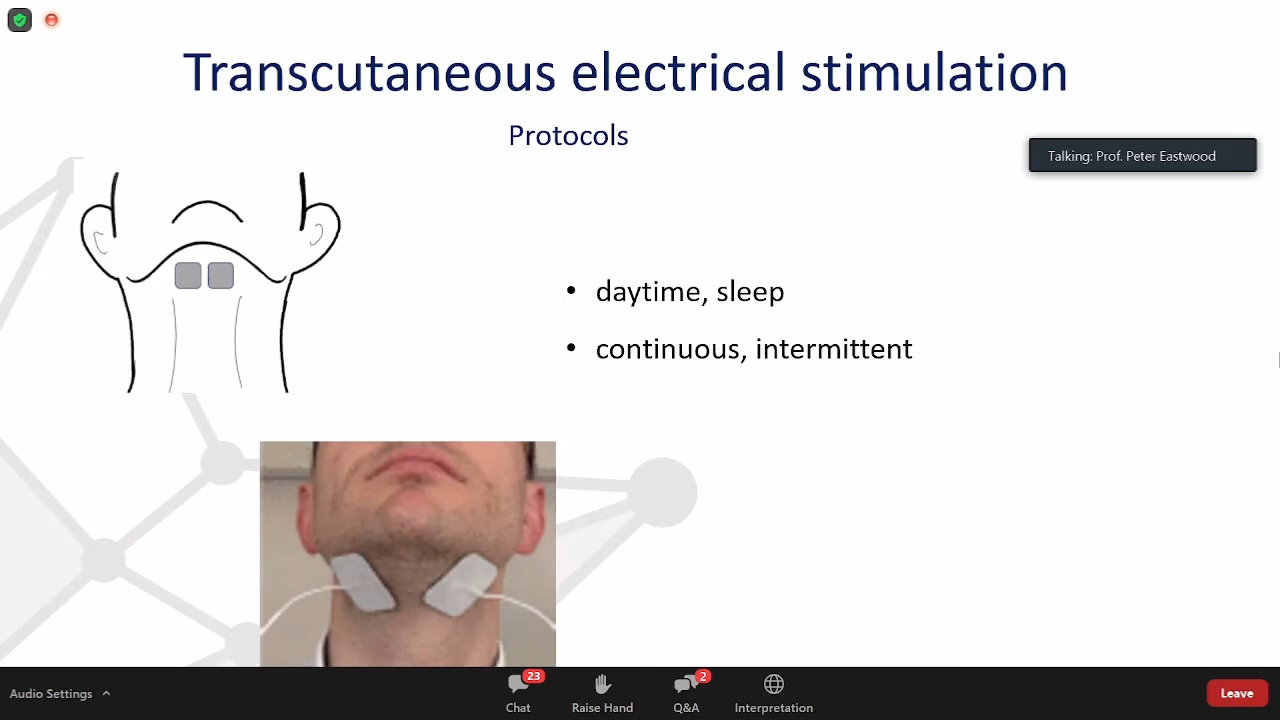 Transcutaneous electrical stimulation
Protocols
Talking: Prof. Peter Eastwood
• daytime, sleep
• continuous, intermittent
Audio Settings
23
Chat
Raise Hand
2
Q&A
Interpretation
Leave